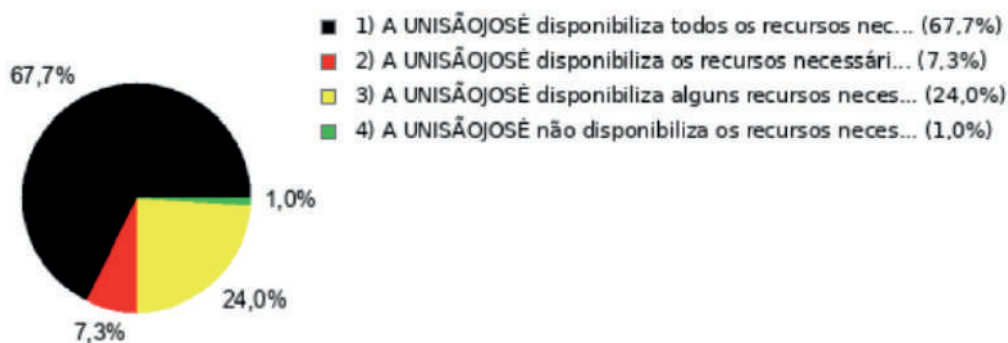 1) A UNISÃOJOSÉ disponibiliza todos os recursos nec... (67,7%)
2) A UNISÃOJOSÉ disponibiliza os recursos necessári... (7,3%)
3) A UNISÃOJOSÉ disponibiliza alguns recursos neces... (24,0%)
4) A UNISÃOJOSÉ não disponibiliza os recursos neces... (1,0%)
67,7%
1,0%
24,0%
7,3%